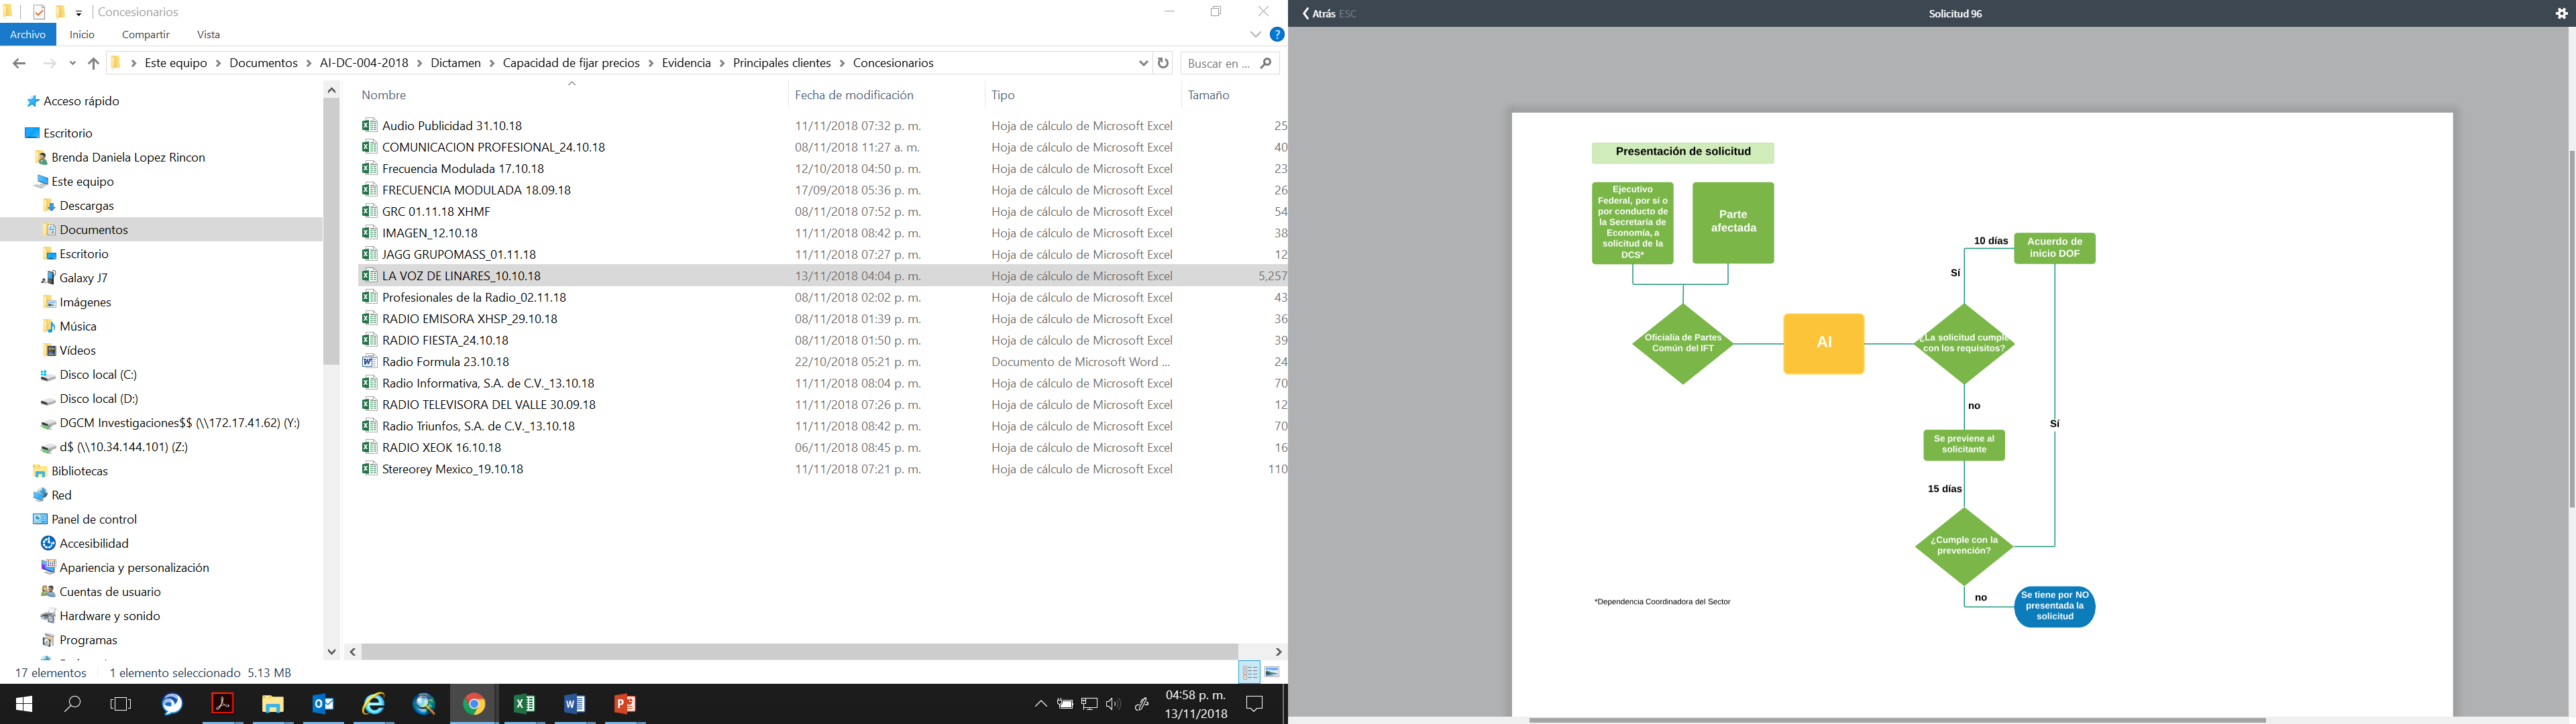 Concesionarios
Archivo
Inicio
Compartir
Vista
Este equipo
Documentos
AI-DC-004-2018
Dictamen
Capacidad de fijar precios
Evidencia
Principales clientes
Concesionarios
Buscar en ...
Acceso rápido
Escritorio
Brenda Daniela Lopez Rincon
Este equipo
Descargas
Documentos
Escritorio
Galaxy J7
Imágenes
Música
Vídeos
Disco local (C:)
Disco local (D:)
DGCM Investigaciones$$ (\\172.17.41.62) (Y:)
d$ (\\10.34.144.101) (Z:)
Bibliotecas
Red
Panel de control
Accesibilidad
Apariencia y personalización
Cuentas de usuario
Hardware y sonido
Programas
Nombre Fecha de modificación Tipo Tamaño
Audio Publicidad 31.10.18 11/11/2018 07:32 p. m. Hoja de cálculo de Microsoft Excel 25
COMUNICACION PROFESIONAL_24.10.18 08/11/2018 11:27 a. m. Hoja de cálculo de Microsoft Excel 40
Frecuencia Modulada 17.10.18 12/10/2018 04:50 p. m. Hoja de cálculo de Microsoft Excel 23
FRECUENCIA MODULADA 18.09.18 17/09/2018 05:36 p. m. Hoja de cálculo de Microsoft Excel 26
GRC 01.11.18 XHMF 08/11/2018 07:52 p. m. Hoja de cálculo de Microsoft Excel 54
IMAGEN_12.10.18 11/11/2018 08:42 p. m. Hoja de cálculo de Microsoft Excel 38
JAGG GRUPOMASS_01.11.18 11/11/2018 07:27 p. m. Hoja de cálculo de Microsoft Excel 12
LA VOZ DE LINARES_10.10.18 13/11/2018 04:04 p. m. Hoja de cálculo de Microsoft Excel 5,257
Profesionales de la Radio_02.11.18 08/11/2018 02:02 p. m. Hoja de cálculo de Microsoft Excel 43
RADIO EMISORA XHSP_29.10.18 08/11/2018 01:39 p. m. Hoja de cálculo de Microsoft Excel 36
RADIO FIESTA_24.10.18 08/11/2018 01:50 p. m. Hoja de cálculo de Microsoft Excel 39
Radio Formula 23.10.18 22/10/2018 05:21 p. m. Documento de Microsoft Word ... 24
Radio Informativa, S.A. de C.V._13.10.18 11/11/2018 08:04 p. m. Hoja de cálculo de Microsoft Excel 70
RADIO TELEVISORA DEL VALLE 30.09.18 11/11/2018 07:26 p. m. Hoja de cálculo de Microsoft Excel 12
Radio Triunfos, S.A. de C.V._13.10.18 11/11/2018 08:42 p. m. Hoja de cálculo de Microsoft Excel 70
RADIO XEOK 16.10.18 06/11/2018 08:45 p. m. Hoja de cálculo de Microsoft Excel 16
Stereorey Mexico_19.10.18 11/11/2018 07:21 p. m. Hoja de cálculo de Microsoft Excel 110
17 elementos 1 elemento seleccionado 5.13 MB
04:58 p. m.
13/11/2018
Atrás ESC
Solicitud 96
Presentación de solicitud
Ejecutivo
Federal, por sí o
por conducto de
la Secretaría de
Economía, a
solicitud de la
DCS*
Parte
afectada
Oficialía de Partes
Común del IFT
AI
¿La solicitud cumple
con los requisitos?
Sí
10 días
Acuerdo de
inicio DOF
no
Se previene al
solicitante
Sí
15 días
¿Cumple con la
prevención?
no
Se tiene por NO
presentada la
solicitud
*Dependencia Coordinadora del Sector